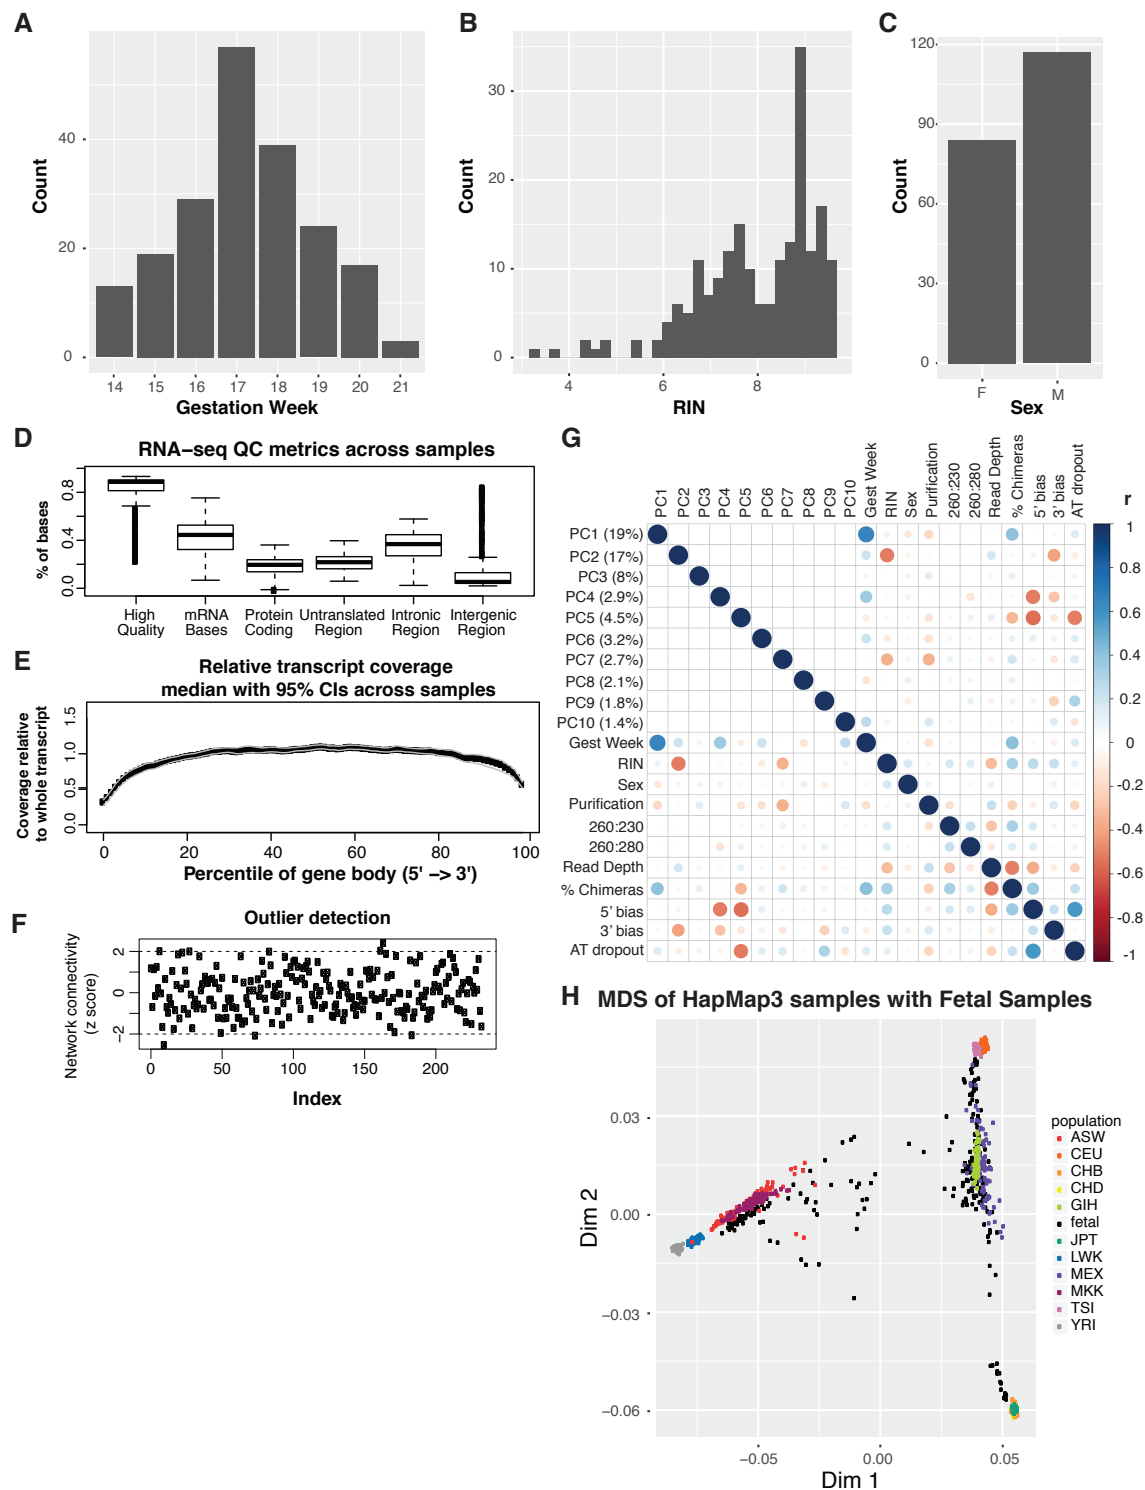 A
Count
40
20
0
14 15 16 17 18 19 20 21
Gestation Week
B
Count
30
20
10
0
4 6 8
RIN
C
Count
120
90
60
30
0
F M
Sex
D
RNA−seq QC metrics across samples
% of bases
0.8
0.4
0.0
High Quality
mRNA Bases
Protein Coding
Untranslated Region
Intronic Region
Intergenic Region
E
Relative transcript coverage
median with 95% CIs across samples
Coverage relative
to whole transcript
1.5
1.0
0.5
0.0
0 20 40 60 80 100
Percentile of gene body (5' −> 3')
F
Outlier detection
Network connectivity
(z score)
2
0
−2
0 50 100 150 200
Index
G
PC1 PC2 PC3 PC4 PC5 PC6 PC7 PC8 PC9 PC10 Gest Week RIN Sex Purification 260:230 260:280 Read Depth % Chimeras 5' bias 3' bias AT dropout
r
PC1 (19%)
PC2 (17%)
PC3 (8%)
PC4 (2.9%)
PC5 (4.5%)
PC6 (3.2%)
PC7 (2.7%)
PC8 (2.1%)
PC9 (1.8%)
PC10 (1.4%)
Gest Week
RIN
Sex
Purification
260:230
260:280
Read Depth
% Chimeras
5' bias
3' bias
AT dropout
1
0.8
0.6
0.4
0.2
0
-0.2
-0.4
-0.6
-0.8
-1
H MDS of HapMap3 samples with Fetal Samples
Dim 2
0.03
0.00
−0.03
−0.06
−0.05 0.00 0.05
Dim 1
population
ASW
CEU
CHB
CHD
GIH
fetal
JPT
LWK
MEX
MKK
TSI
YRI